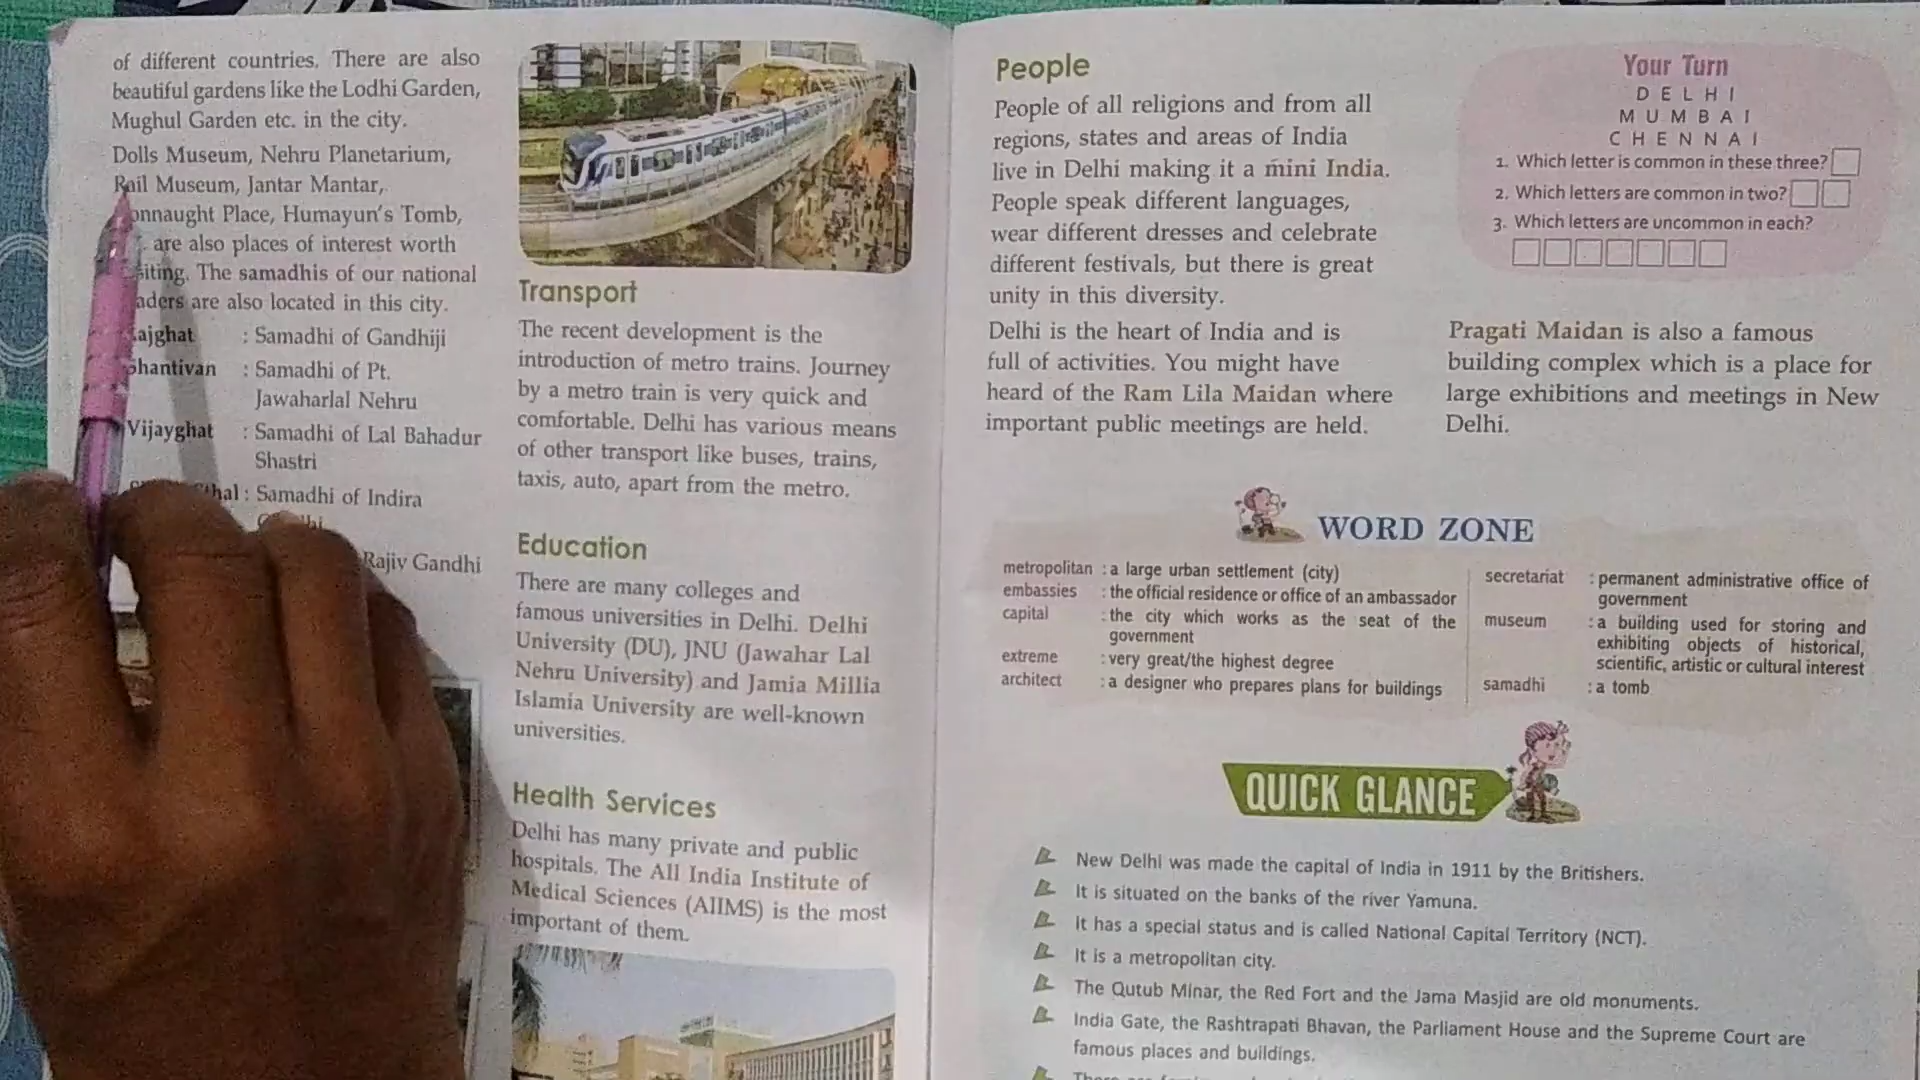 of different countries. There are also
beautiful gardens like the Lodhi Garden,
Mughul Garden etc. in the city.
Dolls Museum, Nehru Planetarium,
Rail Museum, Jantar Mantar,
Place, Humayun's Tomb,
are also places of interest worth
The samadhis of our national
are also located in this city.
: Samadhi of Gandhiji
: Samadhi of Pt.
Jawaharlal Nehru
Vijayghat : Samadhi of Lal Bahadur
Shastri
: Samadhi of Indira
Rajiv Gandhi
Transport
The recent development is the
introduction of metro trains. Journey
by a metro train is very quick and
comfortable. Delhi has various means
of other transport like buses, trains,
taxis, auto, apart from the metro.
Education
There are many colleges and
famous universities in Delhi. Delhi
University (DU), JNU (Jawahar Lal
Nehru University) and Jamia Millia
Islamia University are well-known
universities.
Health Services
Delhi has many private and public
hospitals. The All India Institute of
Medical Sciences (AIIMS) is the most
important of them.
People
People of all religions and from all
regions, states and areas of India
live in Delhi making it a mini India.
People speak different languages,
wear different dresses and celebrate
different festivals, but there is great
unity in this diversity.
Delhi is the heart of India and is
full of activities. You might have
heard of the Ram Lila Maidan where
important public meetings are held.
Your Turn
D E L H I
M U M B A I
C H E N N A I
1. Which letter is common in these three?
2. Which letters are common in two?
3. Which letters are uncommon in each?
Pragati Maidan is also a famous
building complex which is a place for
large exhibitions and meetings in New
Delhi.
WORD ZONE
metropolitan : a large urban settlement (city)
embassies : the official residence or office of an ambassador
capital : the city which works as the seat of the
government
extreme : very great/the highest degree
architect : a designer who prepares plans for buildings
secretariat : permanent administrative office of
government
museum : a building used for storing and
exhibiting objects of historical,
scientific, artistic or cultural interest
samadhi : a tomb
QUICK GLANCE
New Delhi was made the capital of India in 1911 by the Britishers.
It is situated on the banks of the river Yamuna.
It has a special status and is called National Capital Territory (NCT).
It is a metropolitan city.
The Qutub Minar, the Red Fort and the Jama Masjid are old monuments.
India Gate, the Rashtrapati Bhavan, the Parliament House and the Supreme Court are
famous places and buildings.